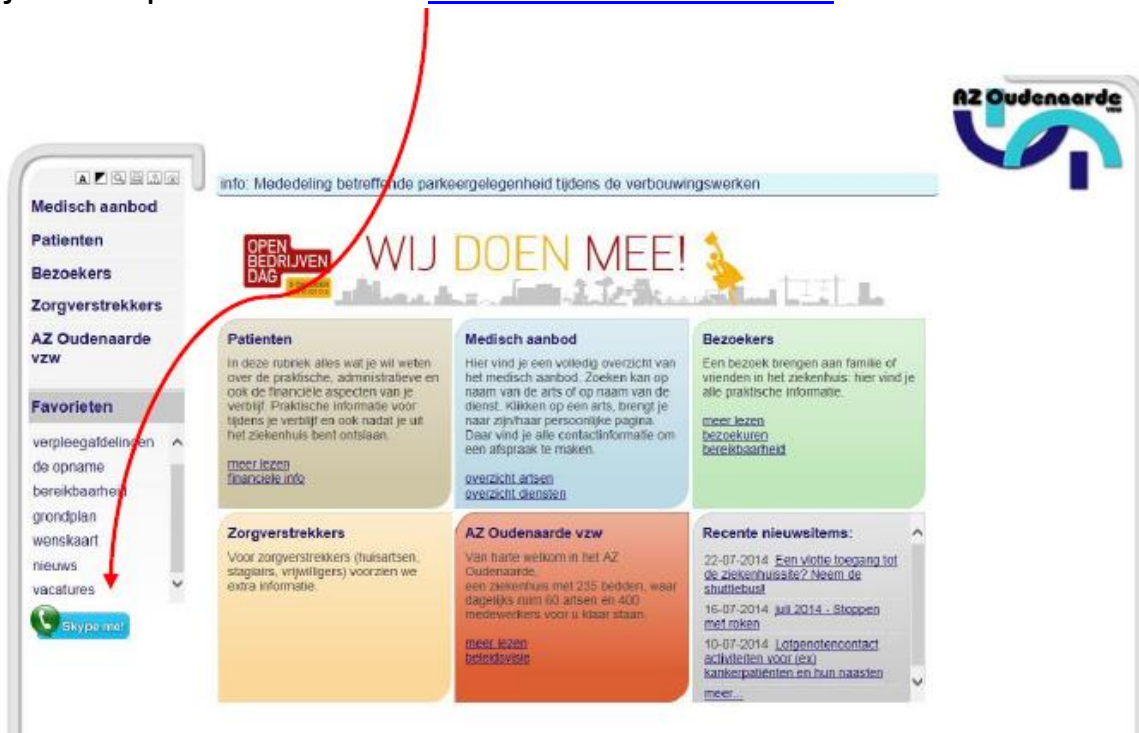 AZ Oudenaarde
vzw
info: Mededeling betreffende parkeergelegenheid tijdens de verbouwingswerken
Medisch aanbod
Patienten
Bezoekers
Zorgverstrekkers
AZ Oudenaarde
vzw
Favorieten
verpleegafdelingen
de opname
bereikbaarheid
grondplan
wenskaart
nieuws
vacatures
Skype me!
OPEN
BEDRIJVEN
DAG
WIJ DOEN MEE!
Patienten
In deze rubriek alles wat je wil weten
over de praktische, administratieve en
ook de financiële aspecten van je
verblijf. Praktische informatie voor
tijdens je verblijf en ook nadat je uit
het ziekenhuis bent ontslaan.
meer lezen
financiele info
Medisch aanbod
Hier vind je een volledig overzicht van
het medisch aanbod. Zoeken kan op
naam van de arts of op naam van de
dienst. Klikken op een arts, brengt je
naar zijn/haar persoonlijke pagina.
Daar vind je alle contactinformatie om
een afspraak te maken.
overzicht artsen
overzicht diensten
Bezoekers
Een bezoek brengen aan familie of
vrienden in het ziekenhuis: hier vind je
alle praktische informatie.
meer lezen
bezoekuren
bereikbaarheid
Zorgverstrekkers
Voor zorgverstrekkers (huisartsen,
stagiairs, vrijwilligers) voorzien we
extra informatie.
AZ Oudenaarde vzw
Van harte welkom in het AZ
Oudenaarde,
een ziekenhuis met 235 bedden, waar
dagelijks ruim 60 artsen en 400
medewerkers voor u klaar staan.
meer lezen
beleidsvisie
Recente nieuwsitems:
22-07-2014 Een vlotte toegang tot
de ziekenhuissite? Neem de
shuttlebus!
16-07-2014 juli 2014 - Stoppen
met roken
10-07-2014 Lotgenotencontact
activiteiten voor (ex)
kankerpatiënten en hun naasten
meer...